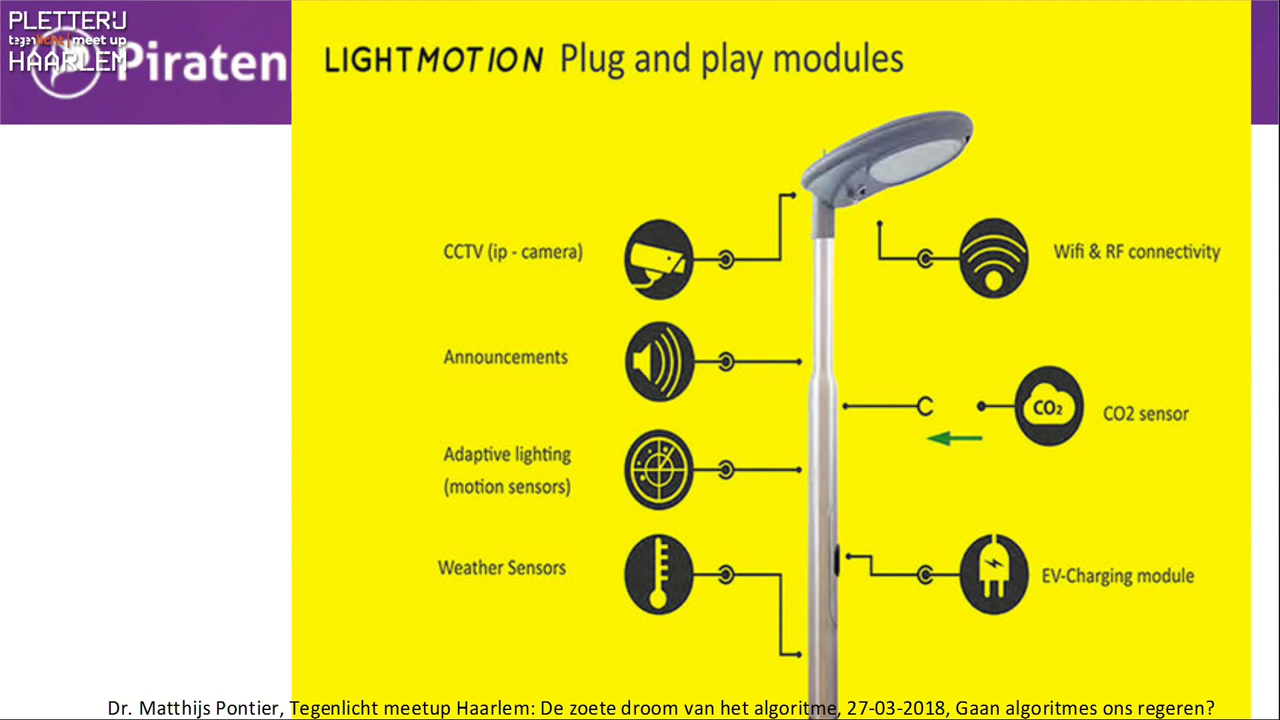 PLETTERIJ
tegenlicht meet up
HAARLEM
Piraten
LIGHTMOTION Plug and play modules
CCTV (ip - camera)
Wifi & RF connectivity
Announcements
CO2
CO2 sensor
Adaptive lighting
(motion sensors)
Weather Sensors
EV-Charging module
Dr. Matthijs Pontier, Tegenlicht meetup Haarlem: De zoete droom van het algoritme, 27-03-2018, Gaan algoritmes ons regeren?